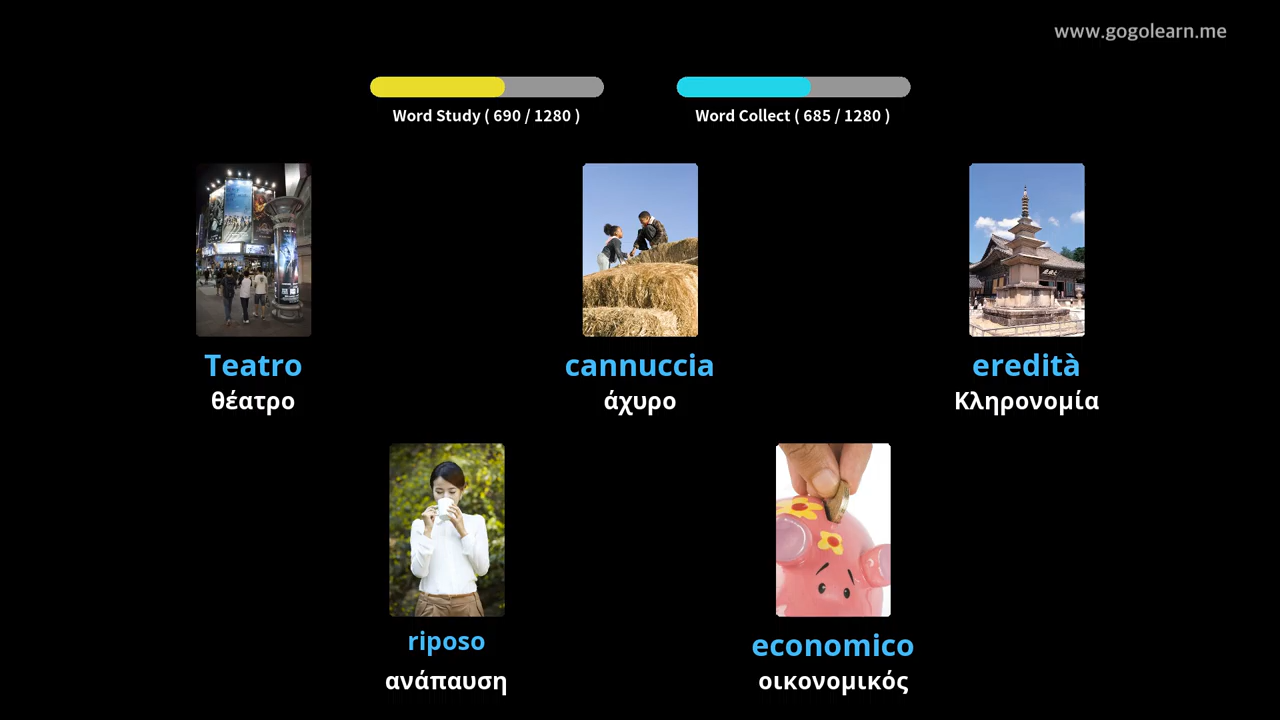 www.gogolearn.me
Word Study ( 690 / 1280 )
Word Collect ( 685 / 1280 )
Teatro
θέατρο
cannuccia
άχυρο
eredità
Κληρονομία
riposo
ανάπαυση
economico
οικονομικός